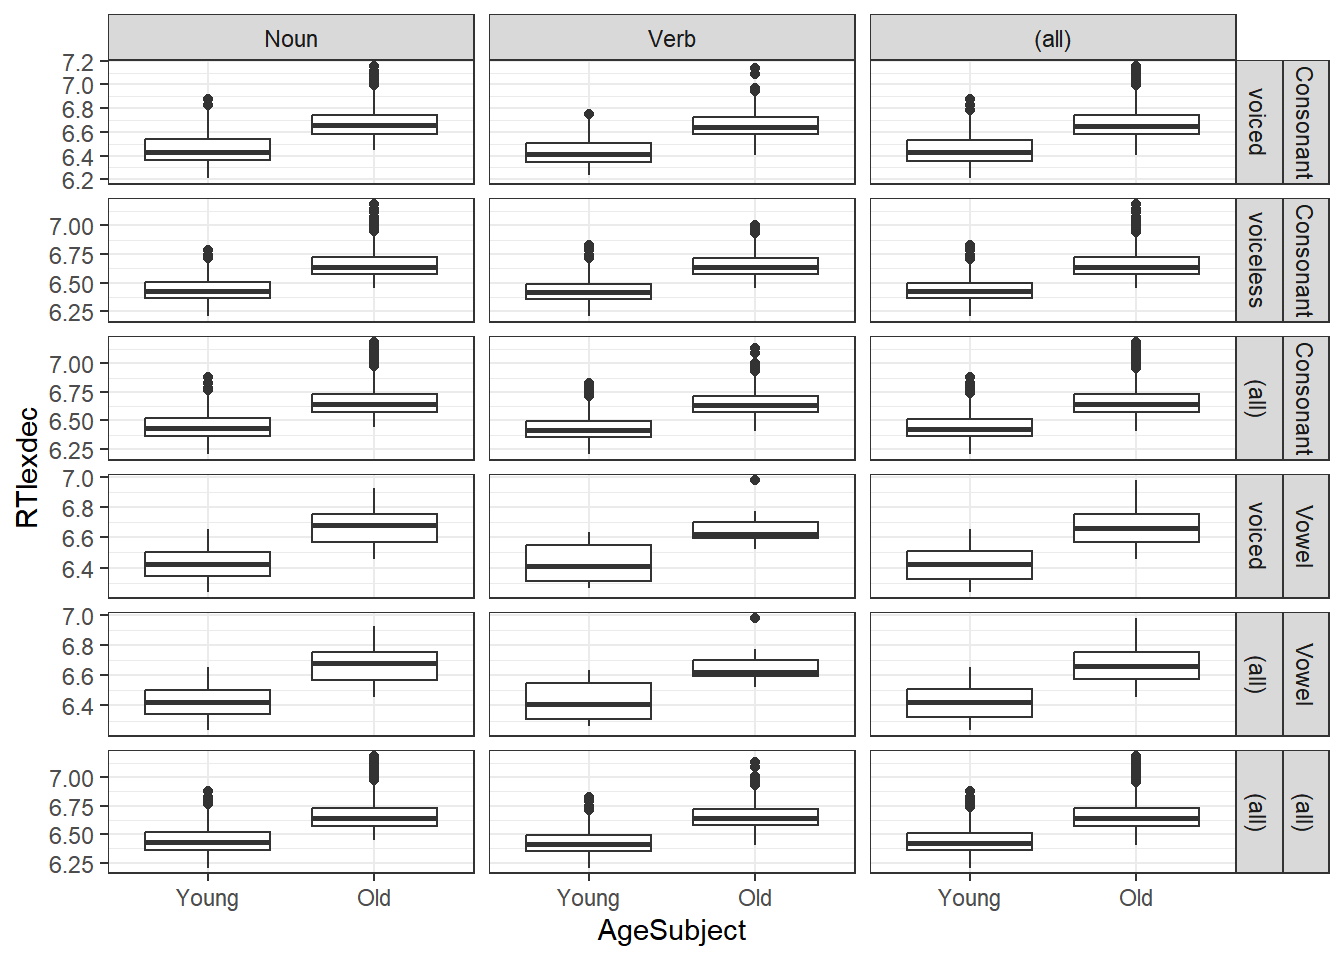 Noun Verb (all)
7.2
7.0
6.8
6.6
6.4
6.2
voiced Consonant
7.00
6.75
6.50
6.25
voiceless Consonant
7.00
6.75
6.50
6.25
(all) Consonant
7.0
6.8
6.6
6.4
voiced Vowel
7.0
6.8
6.6
6.4
(all) Vowel
7.00
6.75
6.50
6.25
(all) (all)
RTlexdec
Young Old Young Old Young Old
AgeSubject